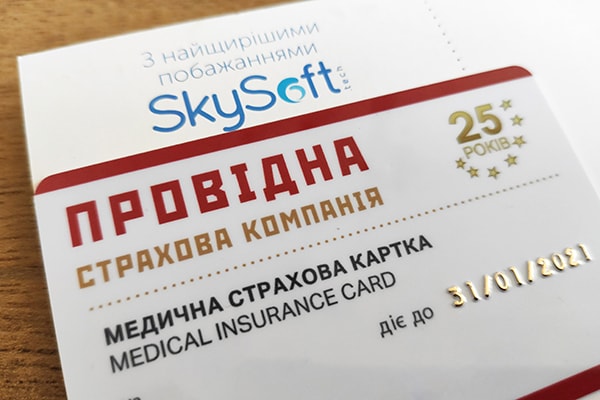 З найщирішими
побажаннями
SkySoft
tech
25
РОКІВ
ПРОВІДНА
СТРАХОВА КОМПАНІЯ
МЕДИЧНА СТРАХОВА КАРТКА
MEDICAL INSURANCE CARD
діє до 31/01/2021